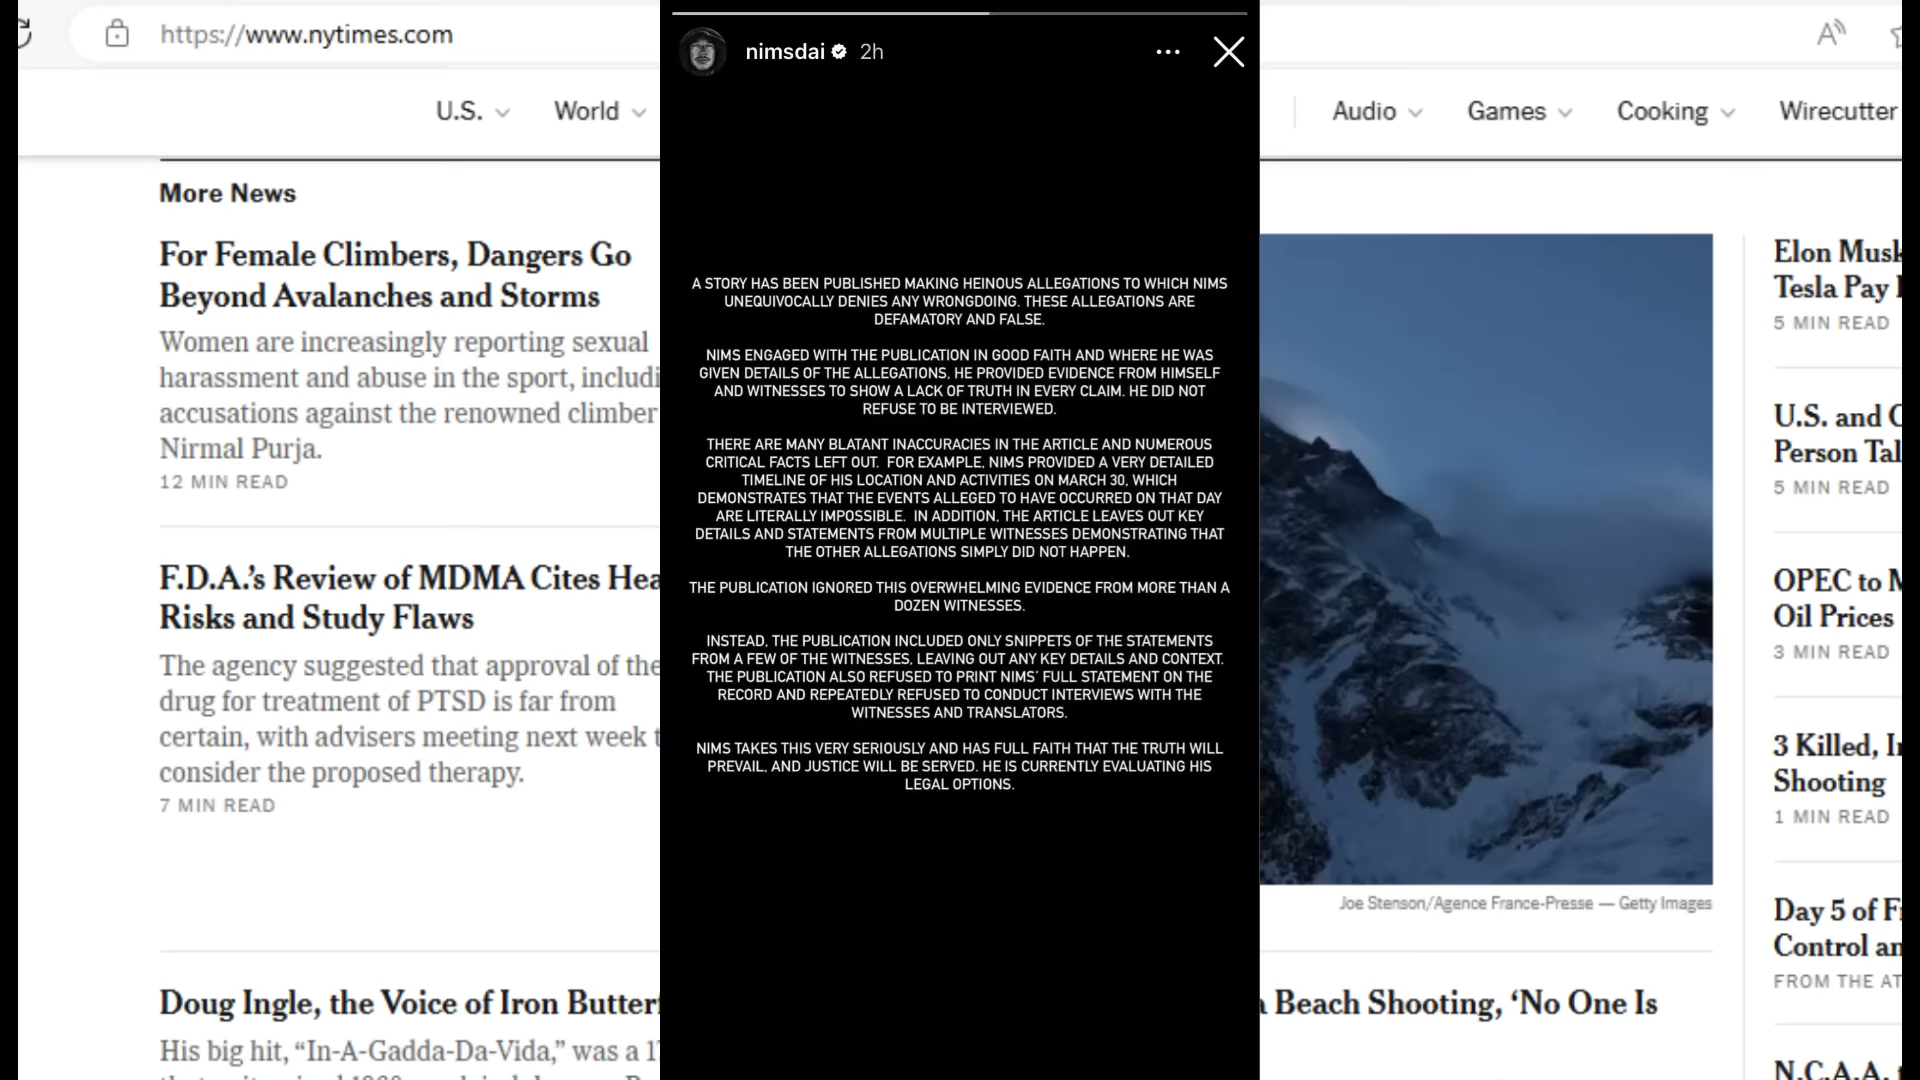 https://www.nytimes.com
U.S.
World
Audio
Games
Cooking
Wirecutter
More News
For Female Climbers, Dangers Go
Beyond Avalanches and Storms
Women are increasingly reporting sexual
harassment and abuse in the sport, includi
accusations against the renowned climber
Nirmal Purja.
12 MIN READ
F.D.A.’s Review of MDMA Cites Hea
Risks and Study Flaws
The agency suggested that approval of the
drug for treatment of PTSD is far from
certain, with advisers meeting next week t
consider the proposed therapy.
7 MIN READ
Doug Ingle, the Voice of Iron Butterf
His big hit, “In-A-Gadda-Da-Vida,” was a 1
nimsdai 2h
A STORY HAS BEEN PUBLISHED MAKING HEINOUS ALLEGATIONS TO WHICH NIMS
UNEQUIVOCALLY DENIES ANY WRONGDOING. THESE ALLEGATIONS ARE
DEFAMATORY AND FALSE.
NIMS ENGAGED WITH THE PUBLICATION IN GOOD FAITH AND WHERE HE WAS
GIVEN DETAILS OF THE ALLEGATIONS, HE PROVIDED EVIDENCE FROM HIMSELF
AND WITNESSES TO SHOW A LACK OF TRUTH IN EVERY CLAIM. HE DID NOT
REFUSE TO BE INTERVIEWED.
THERE ARE MANY BLATANT INACCURACIES IN THE ARTICLE AND NUMEROUS
CRITICAL FACTS LEFT OUT. FOR EXAMPLE, NIMS PROVIDED A VERY DETAILED
TIMELINE OF HIS LOCATION AND ACTIVITIES ON MARCH 30, WHICH
DEMONSTRATES THAT THE EVENTS ALLEGED TO HAVE OCCURRED ON THAT DAY
ARE LITERALLY IMPOSSIBLE. IN ADDITION, THE ARTICLE LEAVES OUT KEY
DETAILS AND STATEMENTS FROM MULTIPLE WITNESSES DEMONSTRATING THAT
THE OTHER ALLEGATIONS SIMPLY DID NOT HAPPEN.
THE PUBLICATION IGNORED THIS OVERWHELMING EVIDENCE FROM MORE THAN A
DOZEN WITNESSES.
INSTEAD, THE PUBLICATION INCLUDED ONLY SNIPPETS OF THE STATEMENTS
FROM A FEW OF THE WITNESSES, LEAVING OUT ANY KEY DETAILS AND CONTEXT.
THE PUBLICATION ALSO REFUSED TO PRINT NIMS’ FULL STATEMENT ON THE
RECORD AND REPEATEDLY REFUSED TO CONDUCT INTERVIEWS WITH THE
WITNESSES AND TRANSLATORS.
NIMS TAKES THIS VERY SERIOUSLY AND HAS FULL FAITH THAT THE TRUTH WILL
PREVAIL, AND JUSTICE WILL BE SERVED. HE IS CURRENTLY EVALUATING HIS
LEGAL OPTIONS.
Joe Stenson/Agence France-Presse — Getty Images
a Beach Shooting, ‘No One Is
Elon Musk
Tesla Pay
5 MIN READ
U.S. and C
Person Tal
5 MIN READ
OPEC to M
Oil Prices
3 MIN READ
3 Killed, I
Shooting
1 MIN READ
Day 5 of F
Control an
FROM THE AT
N.C.A.A.